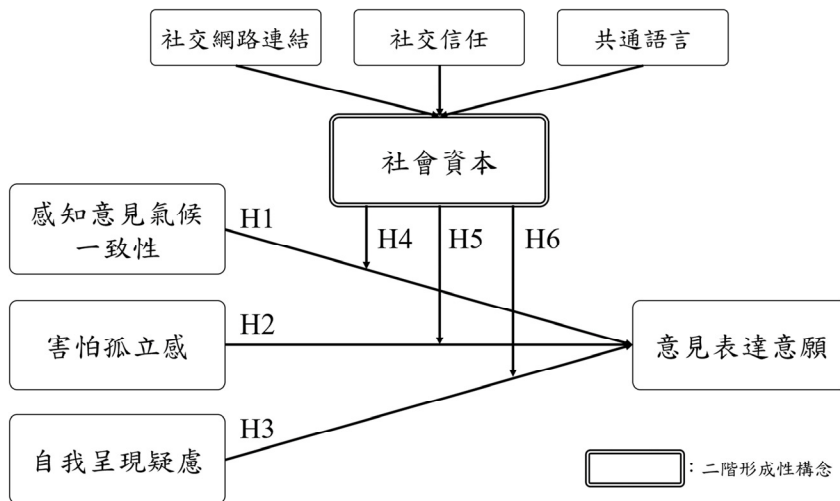 社交網路連結
社交信任
共通語言
社會資本
感知意見氣候
一致性
H1
H4
H5
H6
害怕孤立感
H2
意見表達意願
H3
自我呈現疑慮
：二階形成性構念